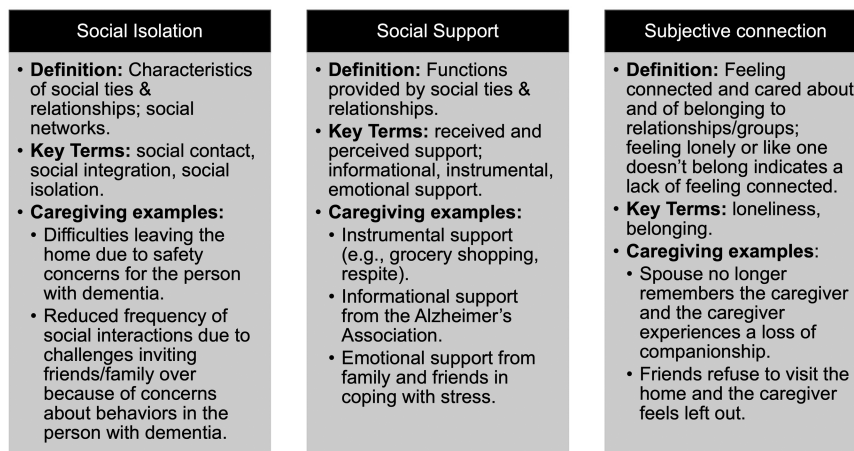 Social Isolation
• Definition: Characteristics
of social ties &
relationships; social
networks.
• Key Terms: social contact,
social integration, social
isolation.
• Caregiving examples:
• Difficulties leaving the
home due to safety
concerns for the person
with dementia.
• Reduced frequency of
social interactions due to
challenges inviting
friends/family over
because of concerns
about behaviors in the
person with dementia.
Social Support
• Definition: Functions
provided by social ties &
relationships.
• Key Terms: received and
perceived support;
informational, instrumental,
emotional support.
• Caregiving examples:
• Instrumental support
(e.g., grocery shopping,
respite).
• Informational support
from the Alzheimer’s
Association.
• Emotional support from
family and friends in
coping with stress.
Subjective connection
• Definition: Feeling
connected and cared about
and of belonging to
relationships/groups;
feeling lonely or like one
doesn’t belong indicates a
lack of feeling connected.
• Key Terms: loneliness,
belonging.
• Caregiving examples:
• Spouse no longer
remembers the caregiver
and the caregiver
experiences a loss of
companionship.
• Friends refuse to visit the
home and the caregiver
feels left out.